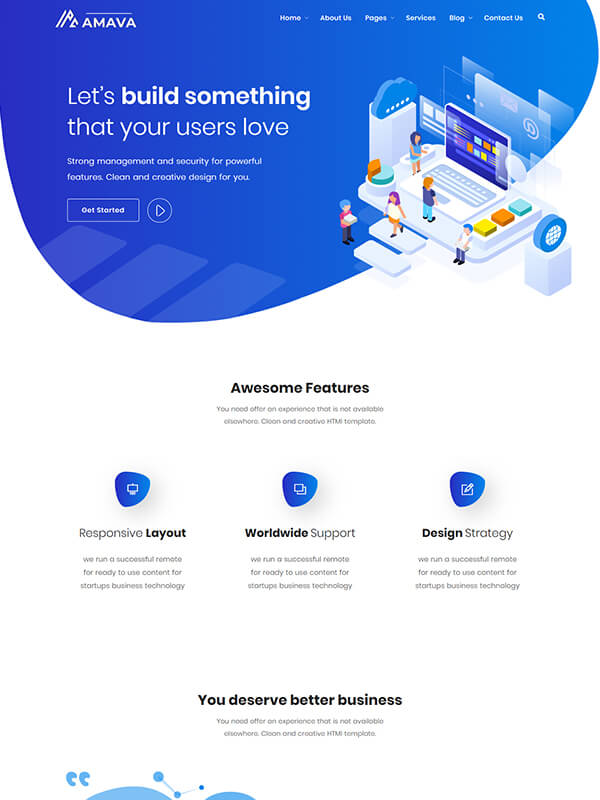 AMAVA
Home About Us Pages Services Blog Contact Us
Let's build something
that your users love
Strong management and security for powerful
features. Clean and creative design for you.
Get Started
Awesome Features
You need offer an experience that is not available
elsewhere. Clean and creative HTMl template.
Responsive Layout
we run a successful remote
for ready to use content for
startups business technology
Worldwide Support
we run a successful remote
for ready to use content for
startups business technology
Design Strategy
we run a successful remote
for ready to use content for
startups business technology
You deserve better business
You need offer an experience that is not available
elsewhere. Clean and creative HTMl template.